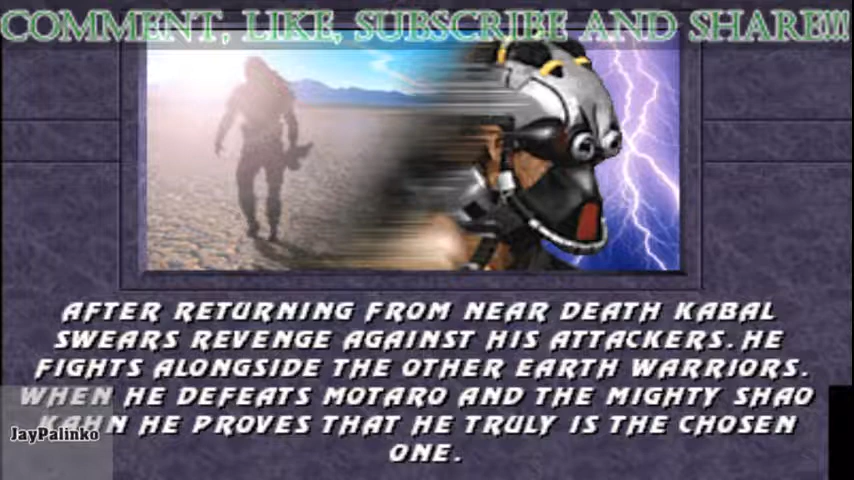 COMMENT, LIKE, SUBSCRIBE AND SHARE!!!
AFTER RETURNING FROM NEAR DEATH KABAL
SWEARS REVENGE AGAINST HIS ATTACKERS. HE
FIGHTS ALONGSIDE THE OTHER EARTH WARRIORS.
WHEN HE DEFEATS MOTARO AND THE MIGHTY SHAO
KAHN HE PROVES THAT HE TRULY IS THE CHOSEN
ONE.
JayPalinko